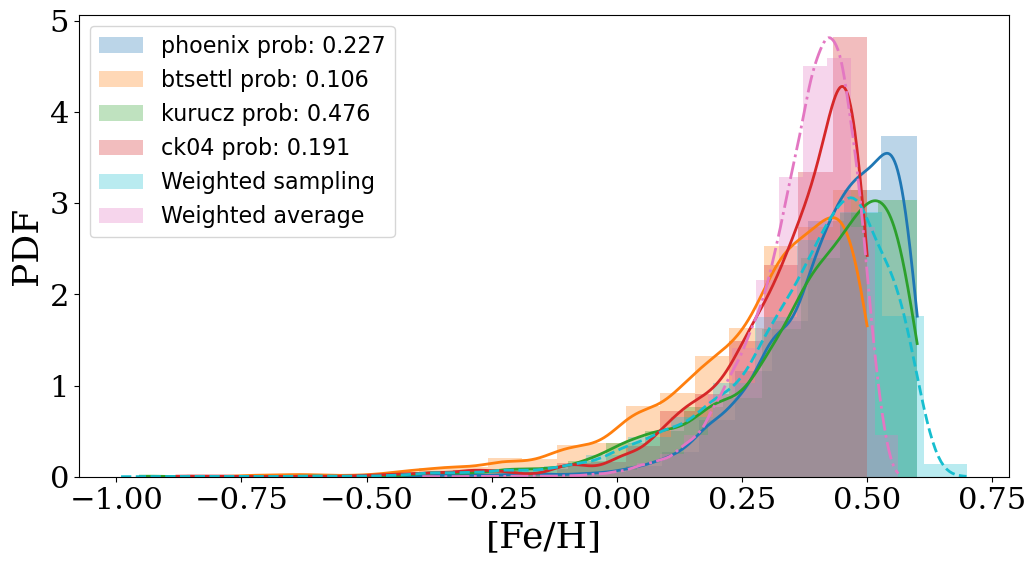 phoenix prob: 0.227
btsettl prob: 0.106
kurucz prob: 0.476
ck04 prob: 0.191
Weighted sampling
Weighted average
PDF
5
4
3
2
1
0
−1.00 −0.75 −0.50 −0.25 0.00 0.25 0.50 0.75
[Fe/H]